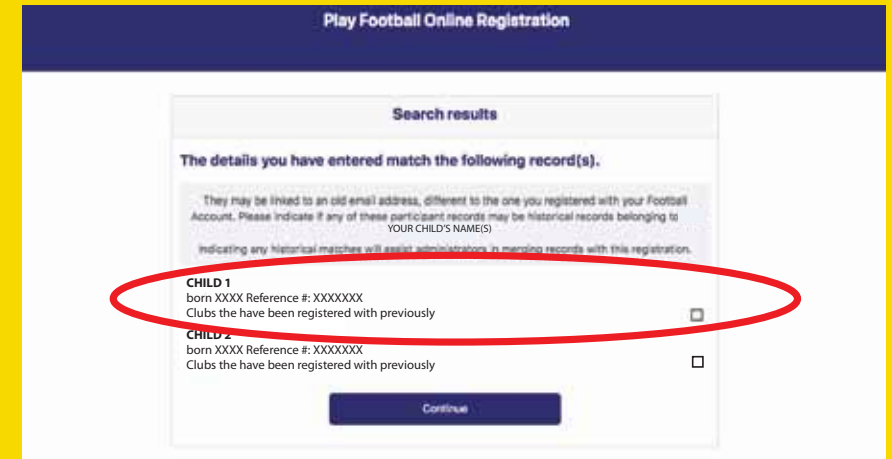 Play Football Online Registration
Search results
The details you have entered match the following record(s).
They may be linked to an old email address, different to the one you registered with your Football
Account. Please indicate if any of these participant records may be historical records belonging to
YOUR CHILD'S NAME(S)
Indicating any historical matches will assist administrators in merging records with this registration.
CHILD 1
born XXXX Reference #: XXXXXXX
Clubs the have been registered with previously
CHILD 2
born XXXX Reference #: XXXXXXX
Clubs the have been registered with previously
Continue